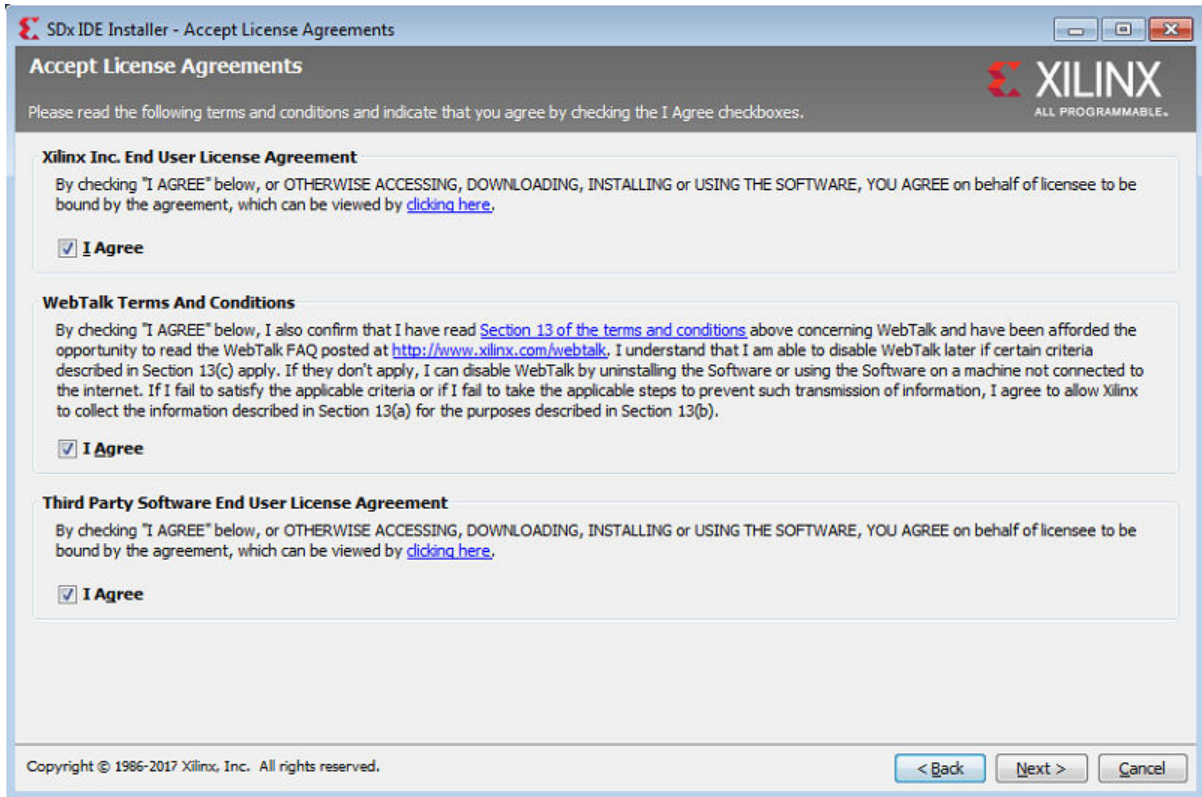 SDx IDE Installer - Accept License Agreements
Accept License Agreements
XILINX
ALL PROGRAMMABLE™
Please read the following terms and conditions and indicate that you agree by checking the I Agree checkboxes.
Xilinx Inc. End User License Agreement
By checking "I AGREE" below, or OTHERWISE ACCESSING, DOWNLOADING, INSTALLING or USING THE SOFTWARE, YOU AGREE on behalf of licensee to be
bound by the agreement, which can be viewed by clicking here.
I Agree
WebTalk Terms And Conditions
By checking "I AGREE" below, I also confirm that I have read Section 13 of the terms and conditions above concerning WebTalk and have been afforded the
opportunity to read the WebTalk FAQ posted at http://www.xilinx.com/webtalk. I understand that I am able to disable WebTalk later if certain criteria
described in Section 13(c) apply. If they don't apply, I can disable WebTalk by uninstalling the Software or using the Software on a machine not connected to
the internet. If I fail to satisfy the applicable criteria or if I fail to take the applicable steps to prevent such transmission of information, I agree to allow Xilinx
to collect the information described in Section 13(a) for the purposes described in Section 13(b).
I Agree
Third Party Software End User License Agreement
By checking "I AGREE" below, or OTHERWISE ACCESSING, DOWNLOADING, INSTALLING or USING THE SOFTWARE, YOU AGREE on behalf of licensee to be
bound by the agreement, which can be viewed by clicking here.
I Agree
Copyright © 1986-2017 Xilinx, Inc. All rights reserved.
< Back
Next >
Cancel